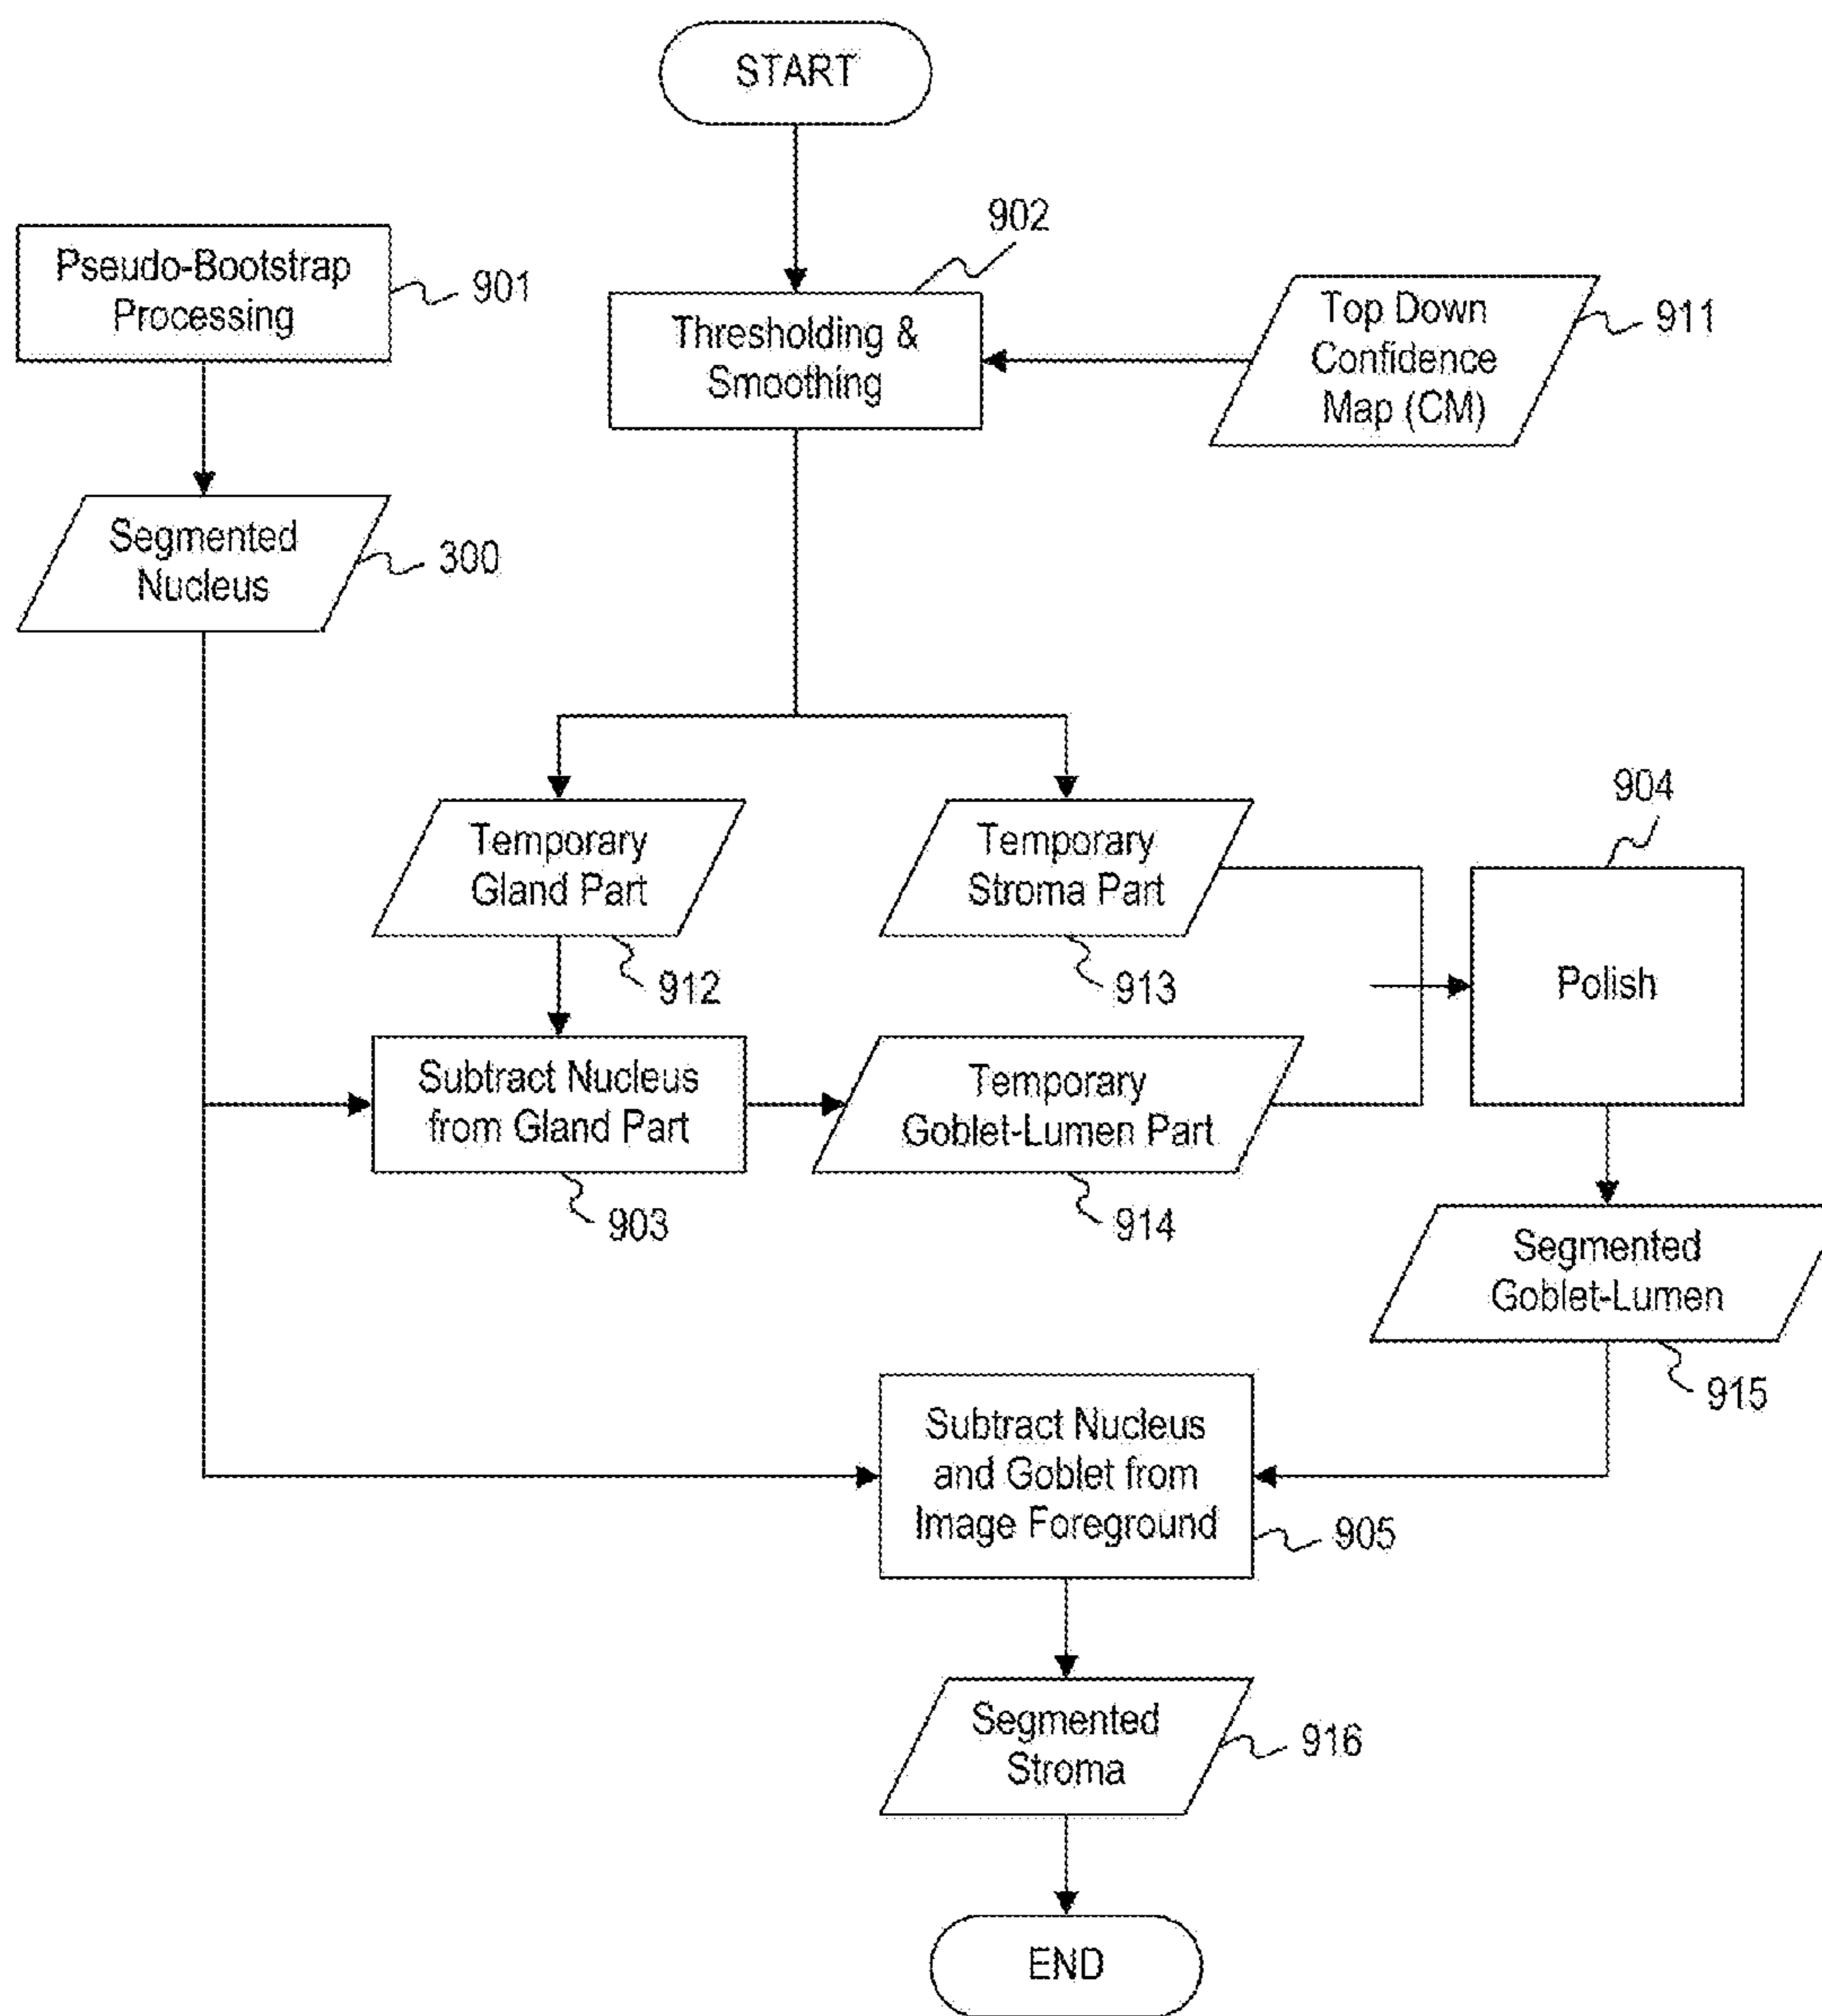 START
902
Pseudo-Bootstrap
Processing
901
Thresholding &
Smoothing
Top Down
Confidence
Map (CM)
911
Segmented
Nucleus
300
904
Temporary
Gland Part
912
Temporary
Stroma Part
913
Polish
Subtract Nucleus
from Gland Part
903
Temporary
Goblet-Lumen Part
914
Segmented
Goblet-Lumen
915
Subtract Nucleus
and Goblet from
Image Foreground
905
Segmented
Stroma
916
END